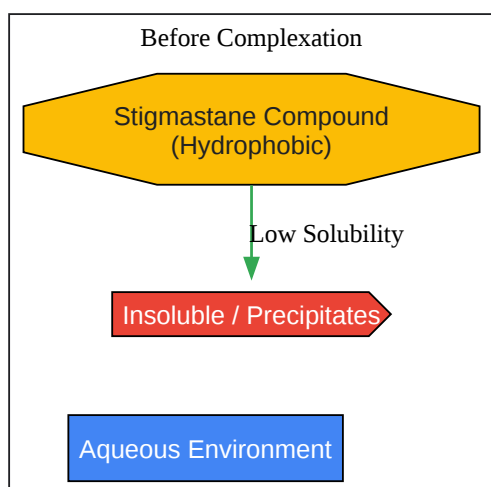 Before Complexation
Stigmastane Compound
(Hydrophobic)
Low Solubility
Insoluble / Precipitates
Aqueous Environment